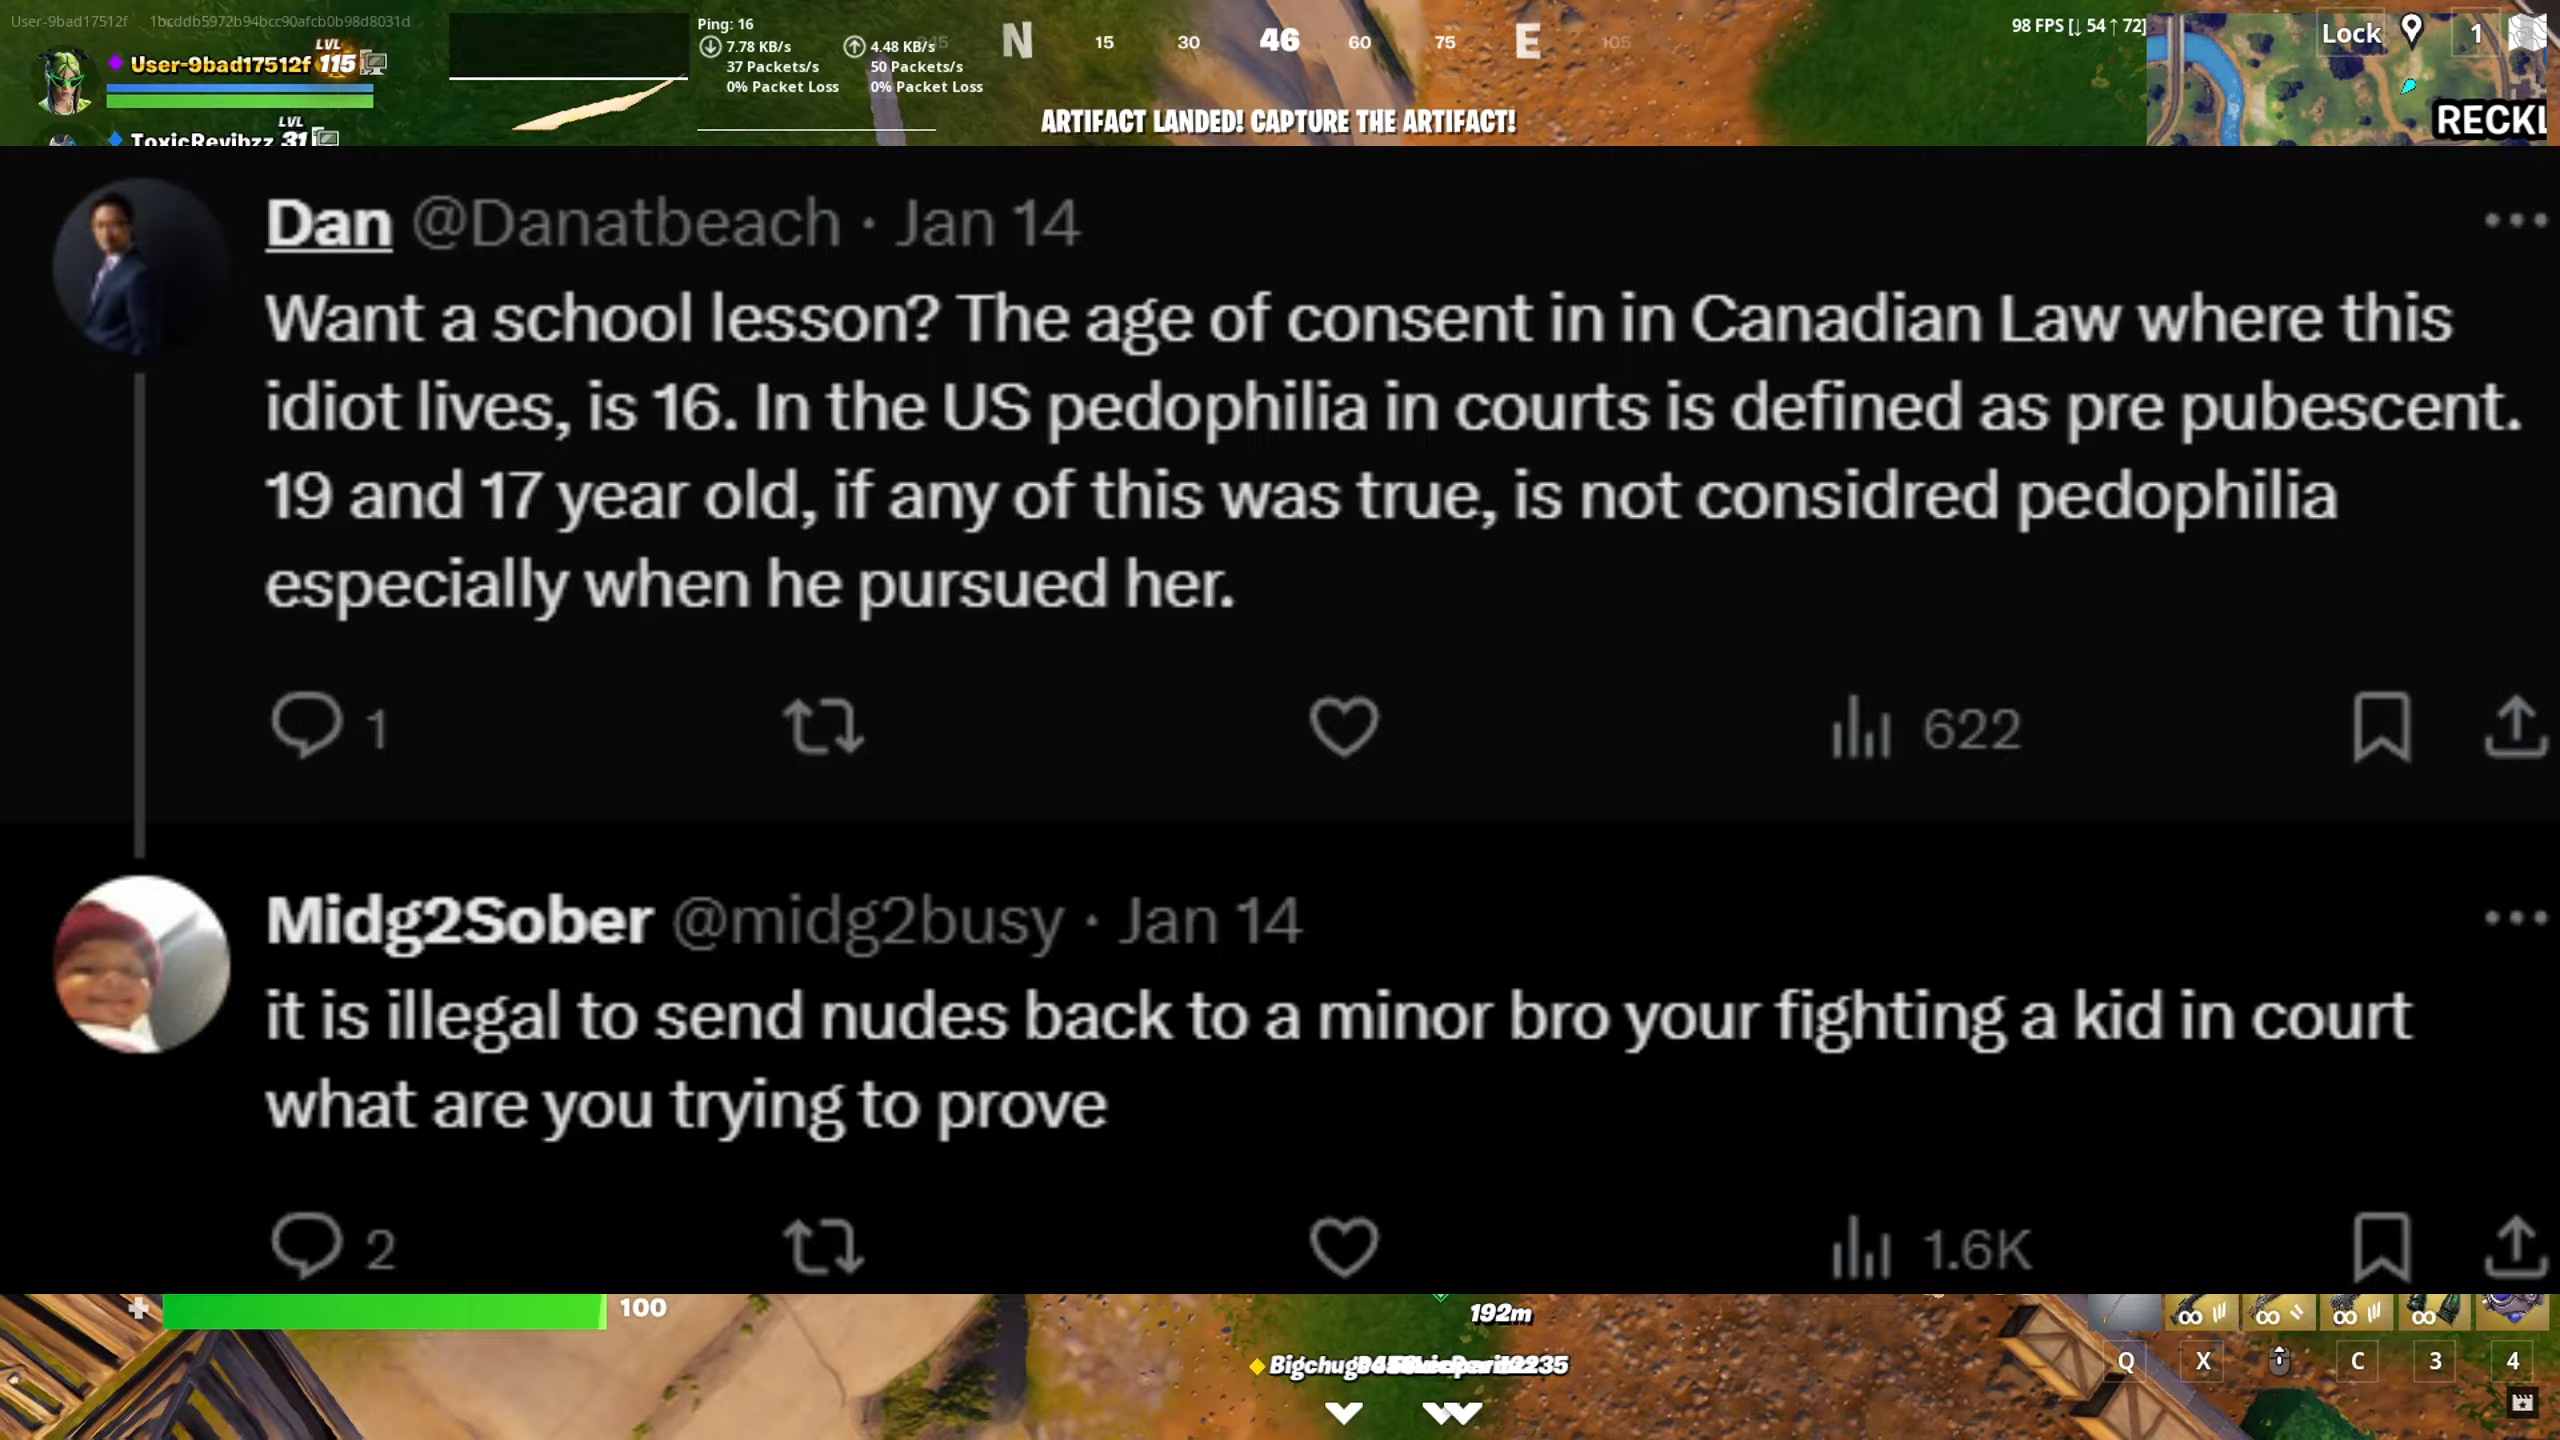 User-9bad17512f 1bcddb5972b94bcc90afcb0b98d8031d
LVL
User-9bad17512f 115
LVL
ToxicRevibzz 31
Ping: 16
7.78 KB/s 4.48 KB/s
37 Packets/s 50 Packets/s
0% Packet Loss 0% Packet Loss
N 15 30 46 60 75 E 105
ARTIFACT LANDED! CAPTURE THE ARTIFACT!
98 FPS [↓ 54 ↑ 72]
Lock 1
Dan @Danatbeach · Jan 14
Want a school lesson? The age of consent in in Canadian Law where this
idiot lives, is 16. In the US pedophilia in courts is defined as pre pubescent.
19 and 17 year old, if any of this was true, is not considred pedophilia
especially when he pursued her.
1 622
Midg2Sober @midg2busy · Jan 14
it is illegal to send nudes back to a minor bro your fighting a kid in court
what are you trying to prove
2 1.6K
100
192m
∞ ∞ ∞ ∞
Q X C 3 4